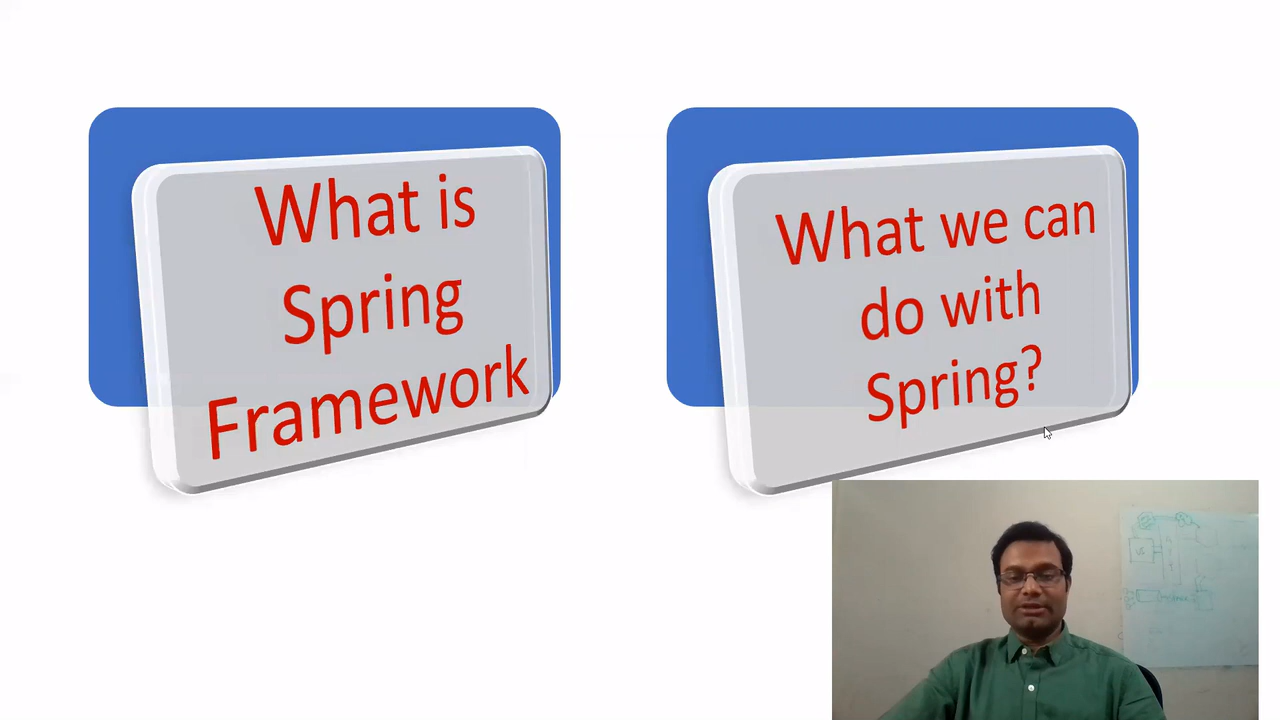 What is
Spring
Framework
What we can
do with
Spring?